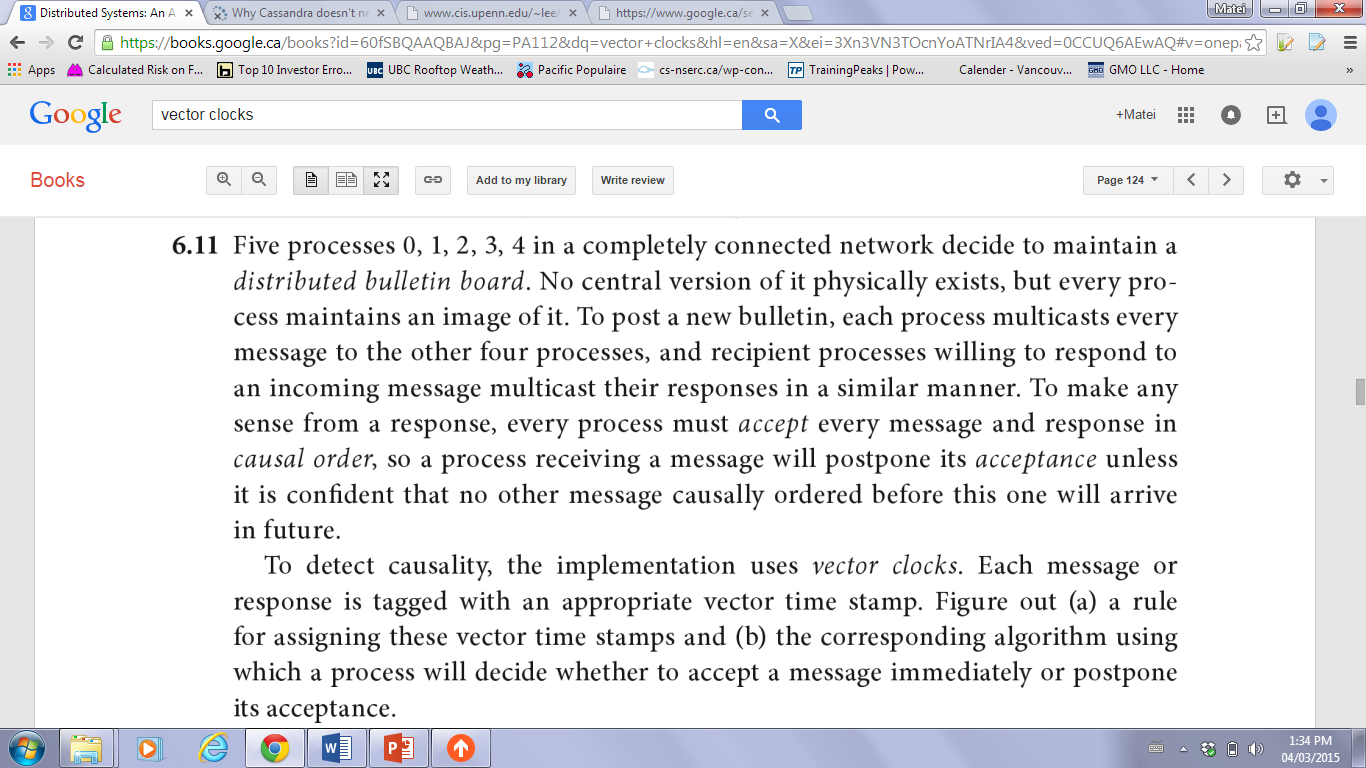 Distributed Systems: An A
Why Cassandra doesn't ne
www.cis.upenn.edu/~lee/
https://www.google.ca/se
Matei
https://books.google.ca/books?id=60fSBQAAQBAJ&pg=PA112&dq=vector+clocks&hl=en&sa=X&ei=3Xn3VN3TOcnYoATNrIA4&ved=0CCUQ6AEwAQ#v=onepa
Apps
Calculated Risk on F...
Top 10 Investor Erro...
UBC
UBC Rooftop Weath...
Pacific Populaire
cs-nserc.ca/wp-con...
TP
TrainingPeaks | Pow...
Calender - Vancouv...
GMO
GMO LLC - Home
»
Google
vector clocks
+Matei
Books
Add to my library
Write review
Page 124
6.11 Five processes 0, 1, 2, 3, 4 in a completely connected network decide to maintain a
distributed bulletin board. No central version of it physically exists, but every pro-
cess maintains an image of it. To post a new bulletin, each process multicasts every
message to the other four processes, and recipient processes willing to respond to
an incoming message multicast their responses in a similar manner. To make any
sense from a response, every process must accept every message and response in
causal order, so a process receiving a message will postpone its acceptance unless
it is confident that no other message causally ordered before this one will arrive
in future.
To detect causality, the implementation uses vector clocks. Each message or
response is tagged with an appropriate vector time stamp. Figure out (a) a rule
for assigning these vector time stamps and (b) the corresponding algorithm using
which a process will decide whether to accept a message immediately or postpone
its acceptance.
1:34 PM
04/03/2015